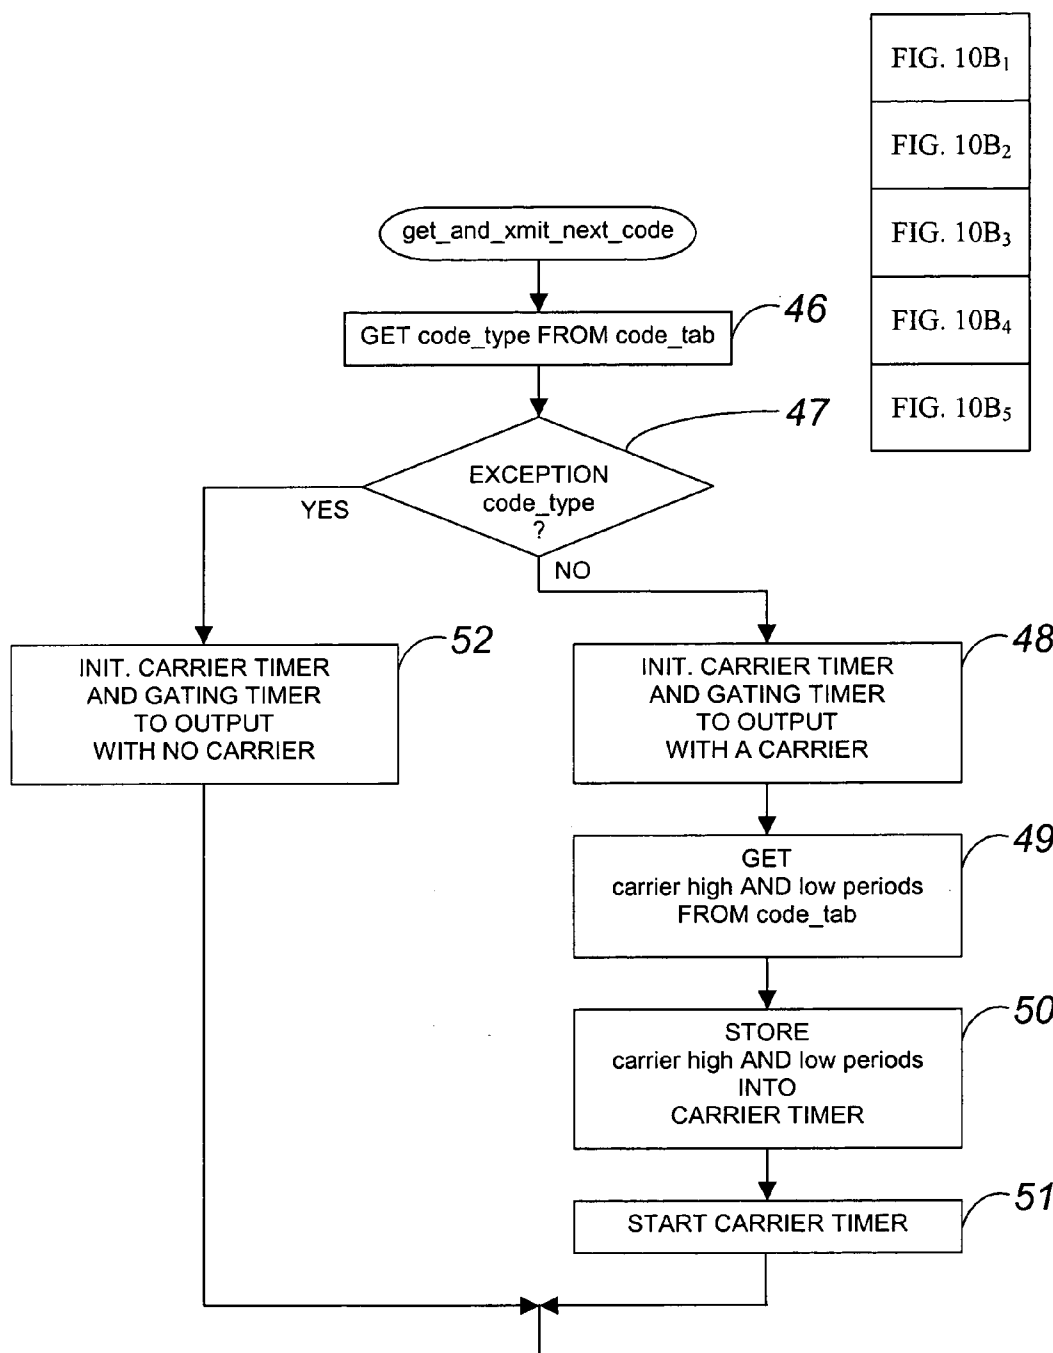 FIG. 10B₁
FIG. 10B₂
FIG. 10B₃
FIG. 10B₄
FIG. 10B₅
get_and_xmit_next_code
GET code_type FROM code_tab
46
EXCEPTION
code_type
?
47
YES
NO
INIT. CARRIER TIMER
AND GATING TIMER
TO OUTPUT
WITH NO CARRIER
52
INIT. CARRIER TIMER
AND GATING TIMER
TO OUTPUT
WITH A CARRIER
48
GET
carrier high AND low periods
FROM code_tab
49
STORE
carrier high AND low periods
INTO
CARRIER TIMER
50
START CARRIER TIMER
51